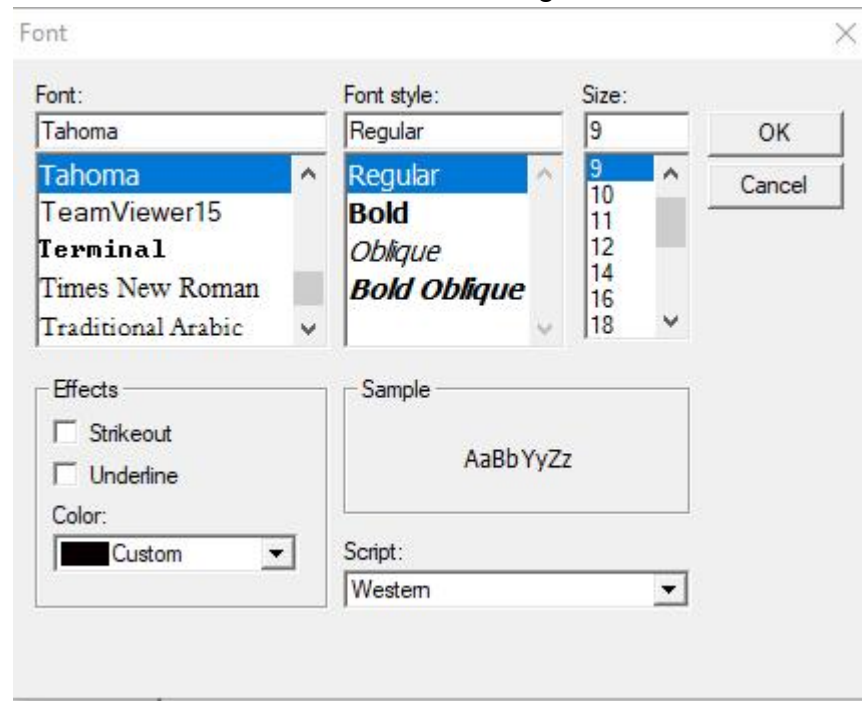 Font
Font:
Tahoma
Tahoma
TeamViewer15
Terminal
Times New Roman
Traditional Arabic
Font style:
Regular
Regular
Bold
Oblique
Bold Oblique
Size:
9
9
10
11
12
14
16
18
OK
Cancel
Effects
Strikeout
Underline
Color:
Custom
Sample
AaBbYyZz
Script:
Western